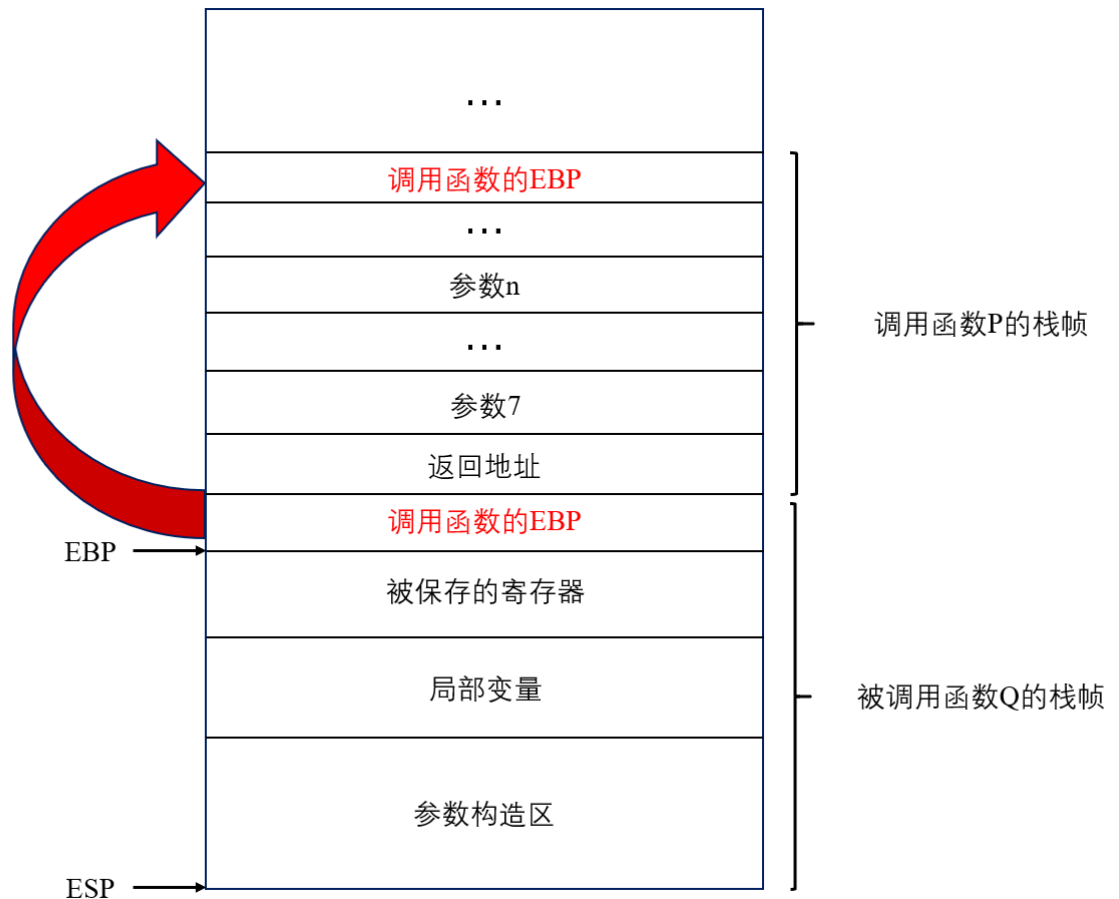 ...
调用函数的EBP
...
参数n
...
调用函数P的栈帧
参数7
返回地址
调用函数的EBP
EBP
被保存的寄存器
局部变量
被调用函数Q的栈帧
参数构造区
ESP